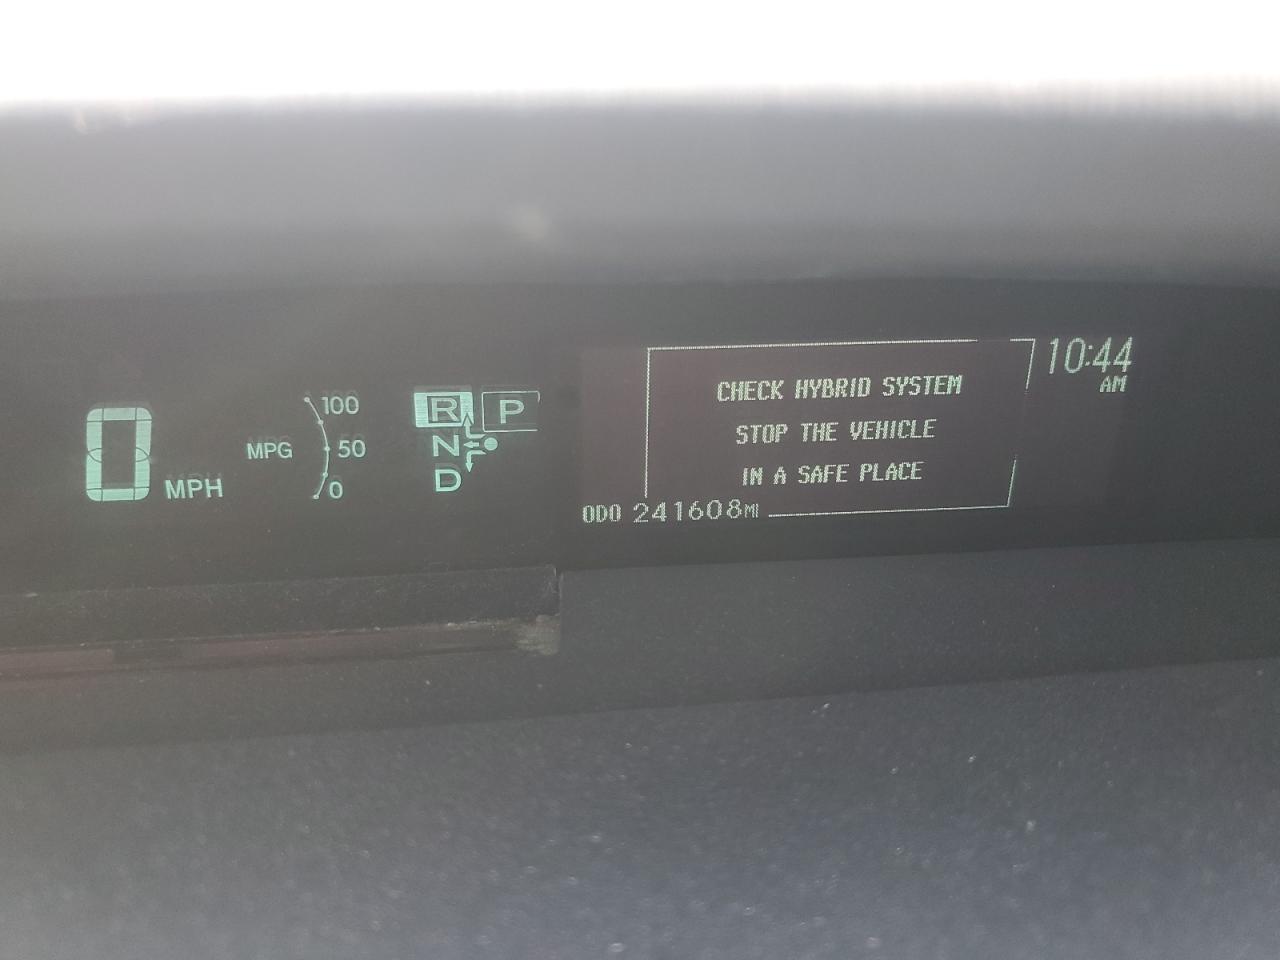 0 MPH
MPG
100
50
0
R P
N
D
CHECK HYBRID SYSTEM
STOP THE VEHICLE
IN A SAFE PLACE
ODO 241608MI
10:44
AM